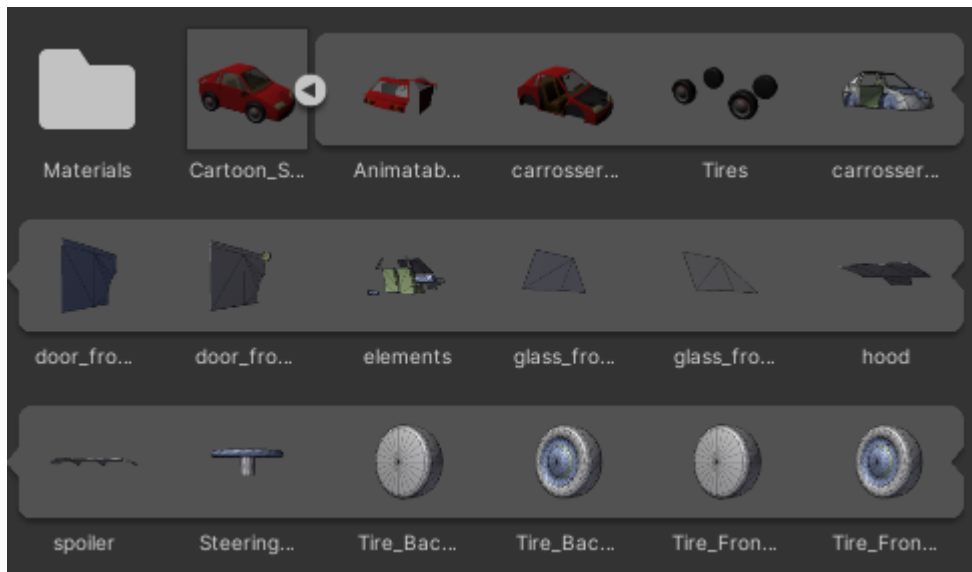 Materials
Cartoon_S...
Animatab...
carrosser...
Tires
carrosser...
door_fro...
door_fro...
elements
glass_fro...
glass_fro...
hood
spoiler
Steering...
Tire_Bac...
Tire_Bac...
Tire_Fron...
Tire_Fron...